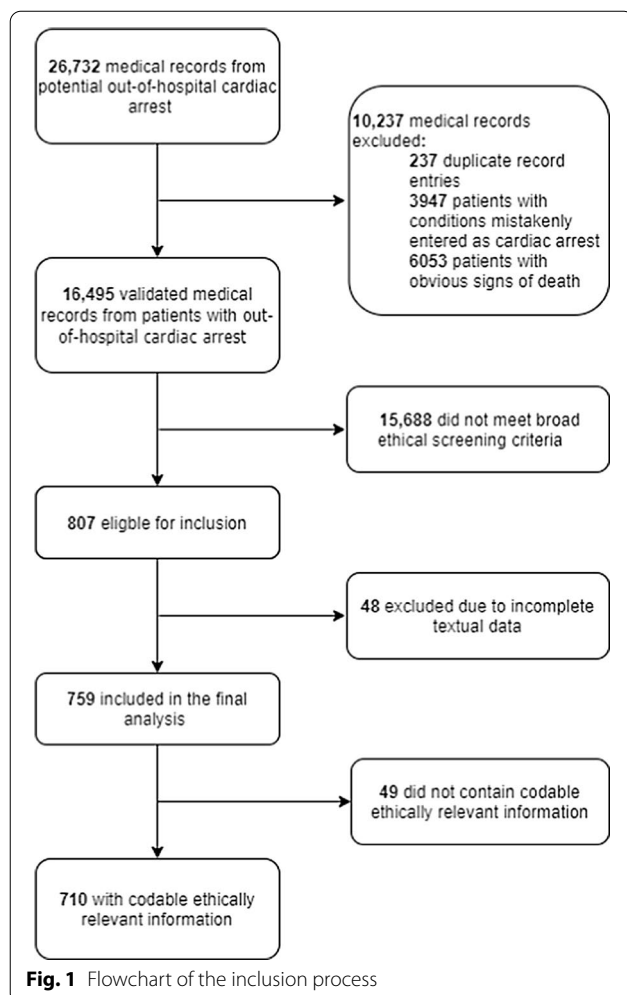 26,732 medical records from
potential out-of-hospital cardiac
arrest
10,237 medical records
excluded:
237 duplicate record
entries
3947 patients with
conditions mistakenly
entered as cardiac arrest
6053 patients with
obvious signs of death
16,495 validated medical
records from patients with out-
of-hospital cardiac arrest
15,688 did not meet broad
ethical screening criteria
807 eligble for inclusion
48 excluded due to incomplete
textual data
759 included in the final
analysis
49 did not contain codable
ethically relevant information
710 with codable ethically
relevant information
Fig. 1 Flowchart of the inclusion process